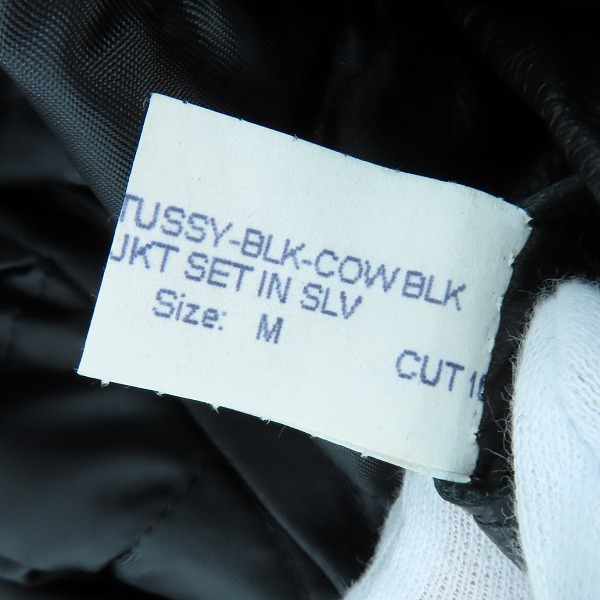 TUSSY-BLK-COW BLK
JKT SET IN SLV
Size: M
CUT